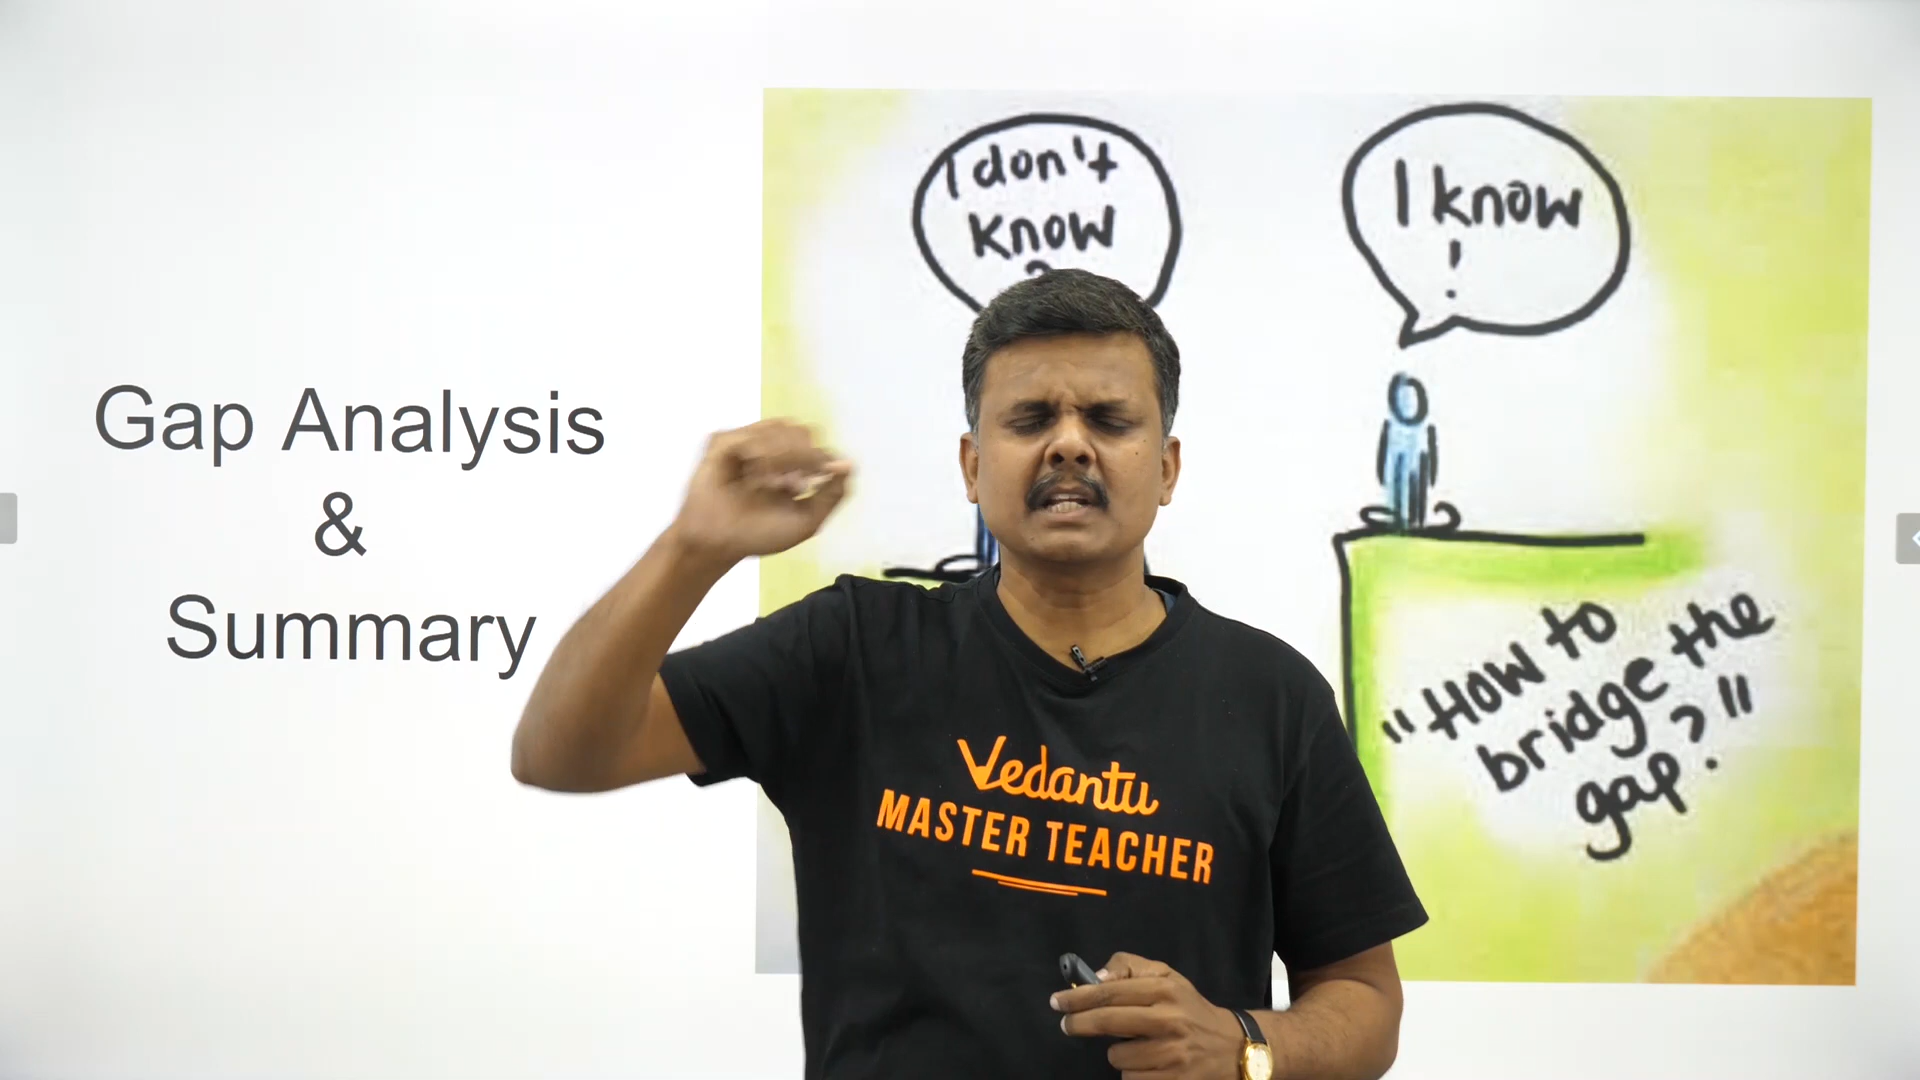 Gap Analysis
&
Summary
I don't
know
?
I know
!
"How to
bridge the
gap?"
Vedantu
MASTER TEACHER